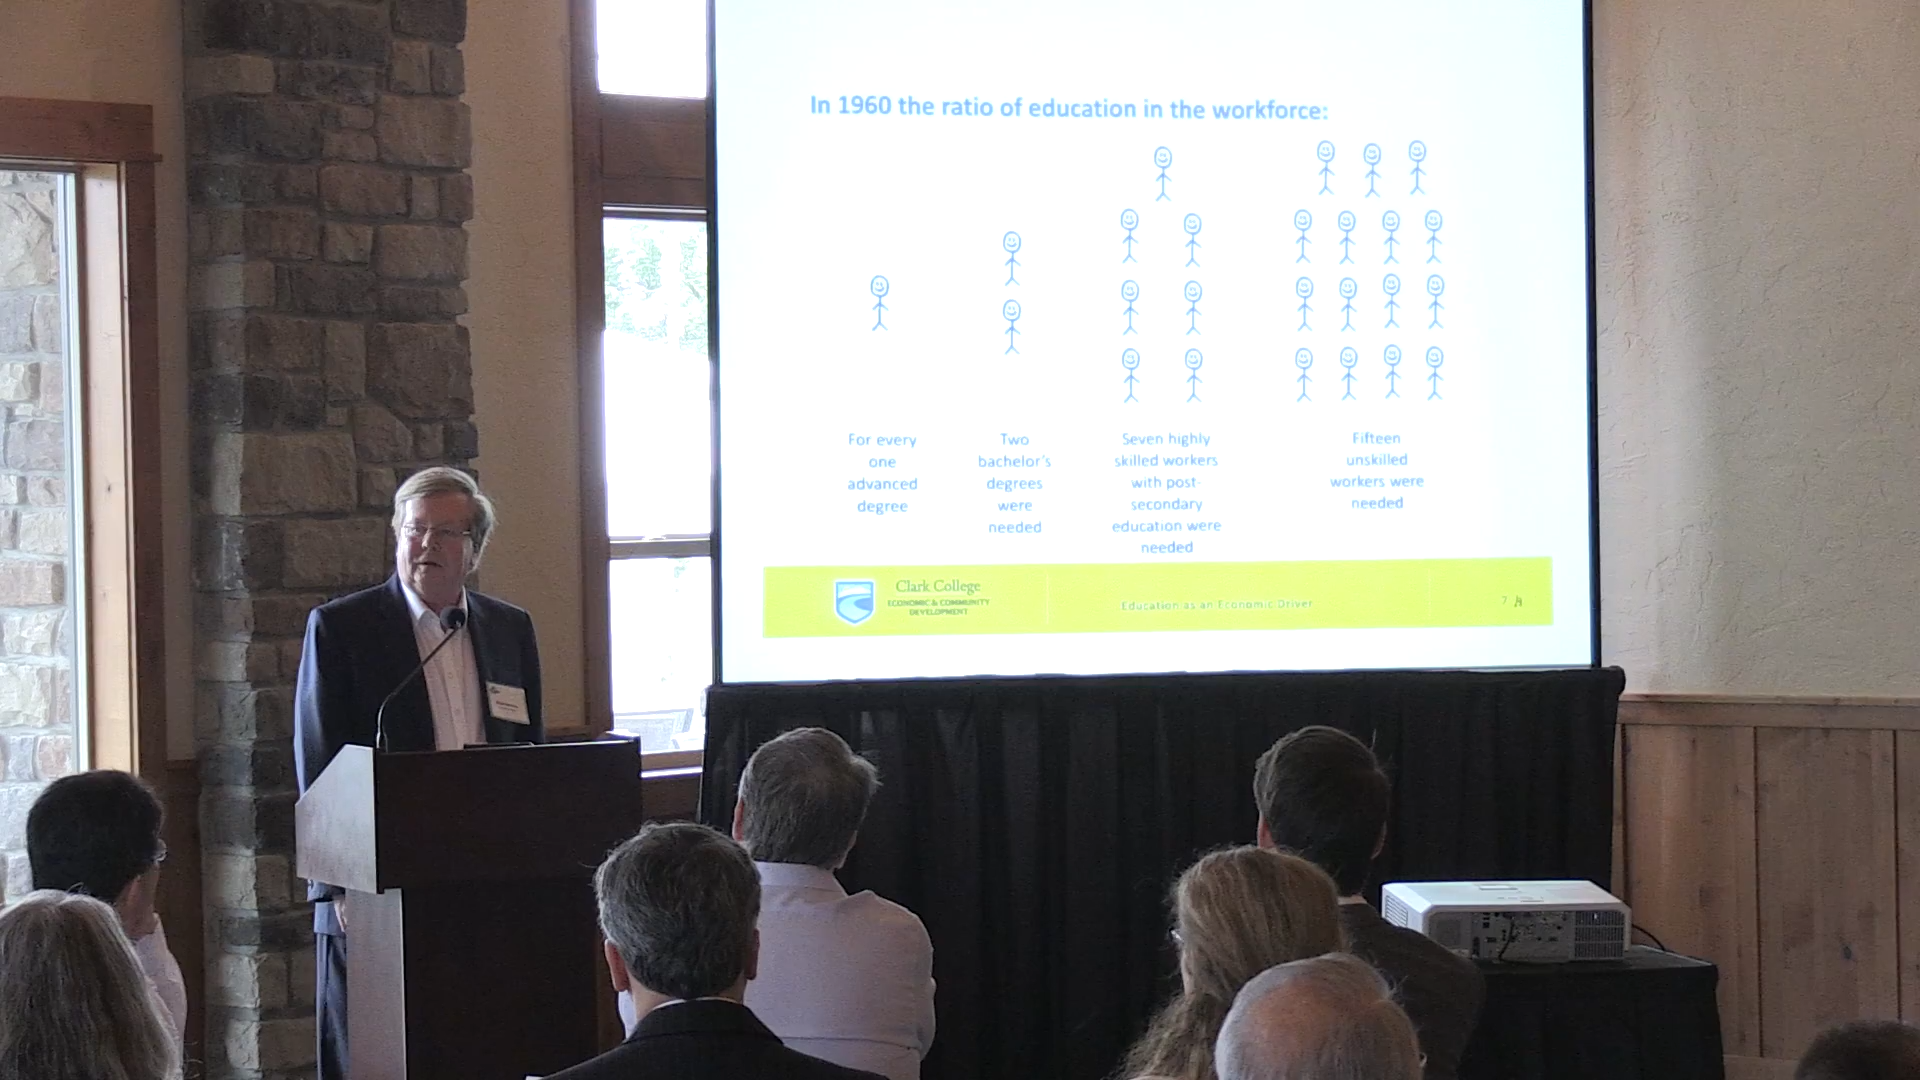 In 1960 the ratio of education in the workforce:
For every
one
advanced
degree
Two
bachelor's
degrees
were
needed
Seven highly
skilled workers
with post-
secondary
education were
needed
Fifteen
unskilled
workers were
needed
Clark College
ECONOMIC & COMMUNITY
DEVELOPMENT
Education as an Economic Driver
7